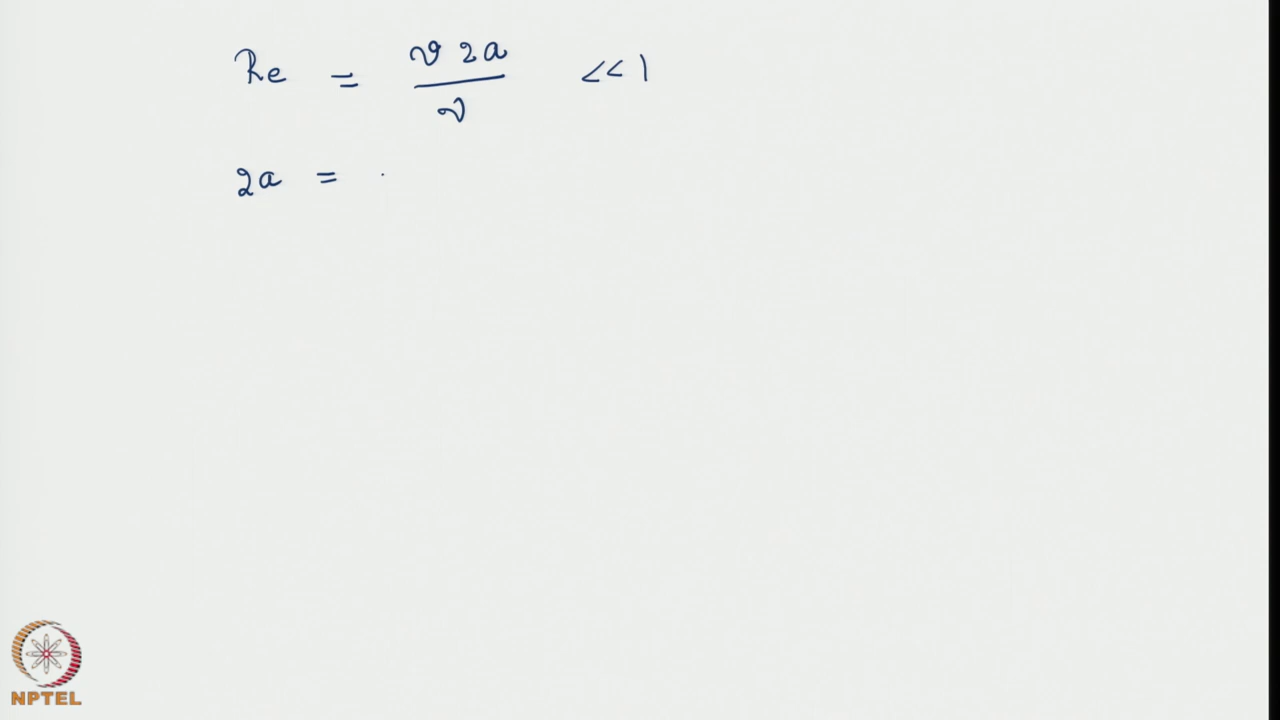 Re = v 2a / ν << 1
2a =
NPTEL